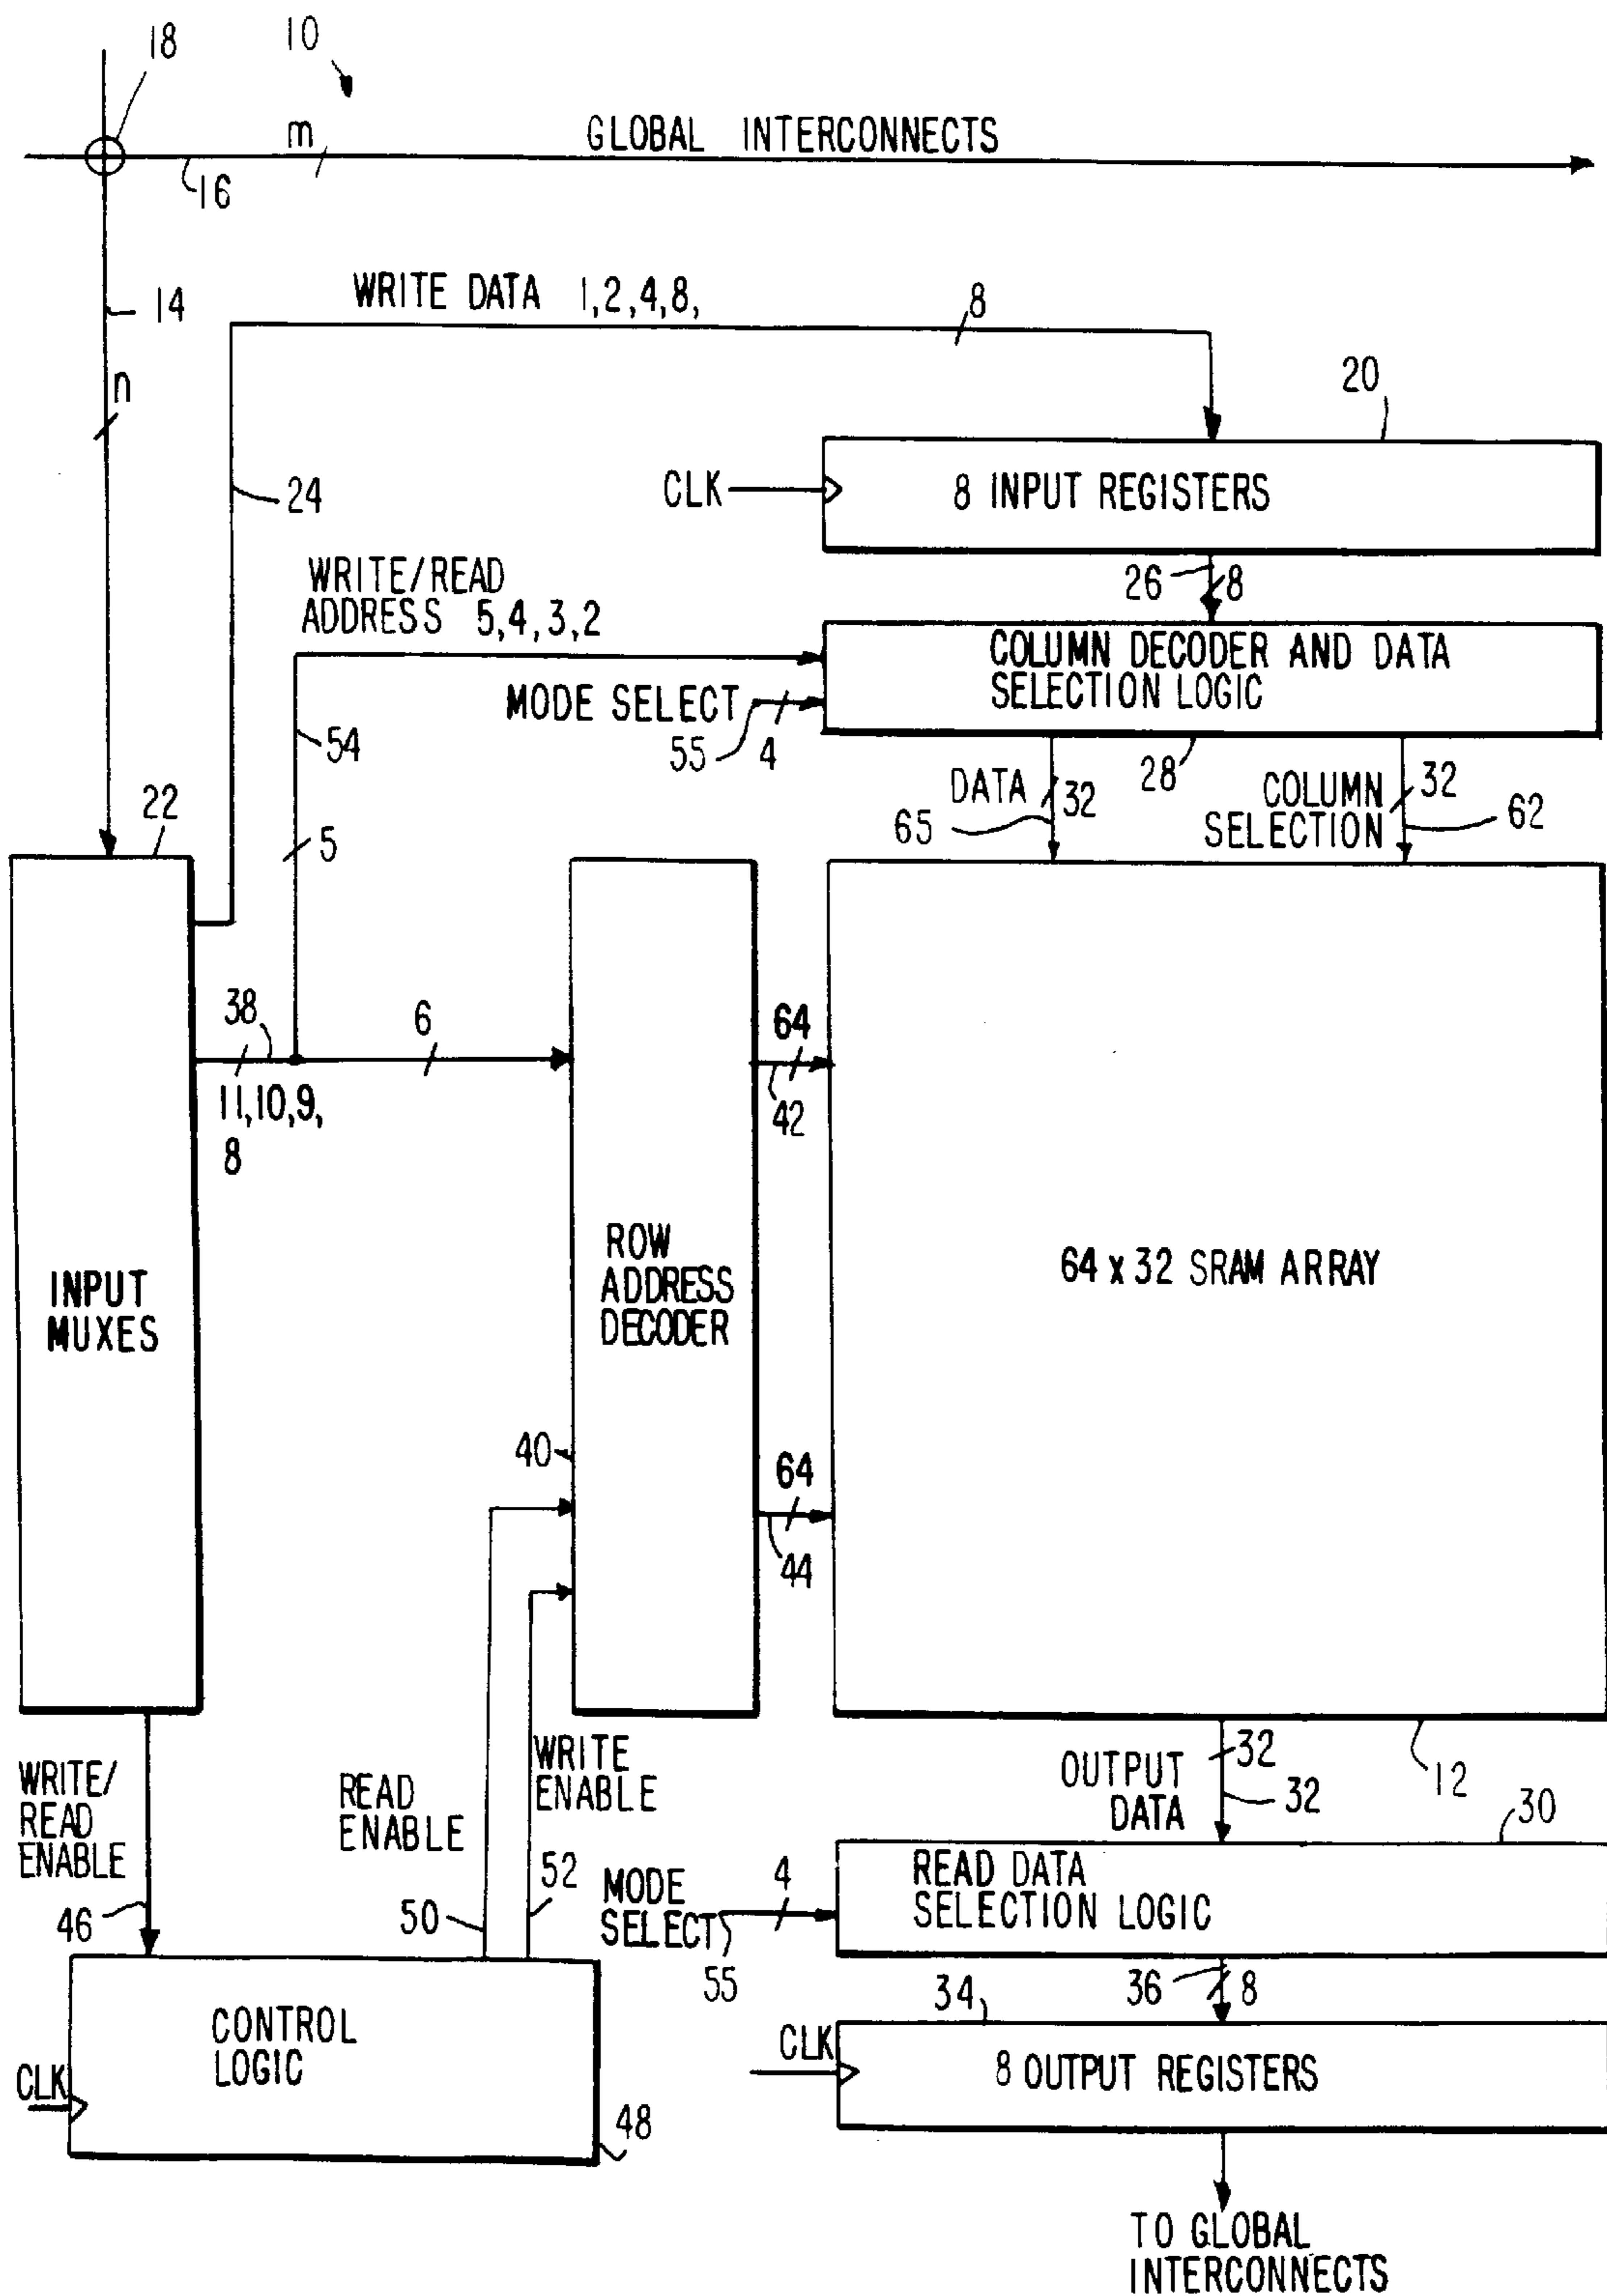 18
10
m
GLOBAL INTERCONNECTS
16
14
WRITE DATA 1,2,4,8,
8
n
20
24
CLK
8 INPUT REGISTERS
WRITE/READ
ADDRESS 5,4,3,2
26
8
COLUMN DECODER AND DATA
SELECTION LOGIC
MODE SELECT
55
4
54
28
DATA
32
65
COLUMN
SELECTION
32
62
22
5
38
6
64
11,10,9,
8
42
INPUT
MUXES
ROW
ADDRESS
DECODER
64 x 32 SRAM ARRAY
40
64
44
WRITE/
READ
ENABLE
READ
ENABLE
WRITE
ENABLE
OUTPUT
DATA
32
32
12
30
46
50
52
MODE
SELECT
4
55
READ DATA
SELECTION LOGIC
36
8
34
CONTROL
LOGIC
CLK
48
CLK
8 OUTPUT REGISTERS
TO GLOBAL
INTERCONNECTS